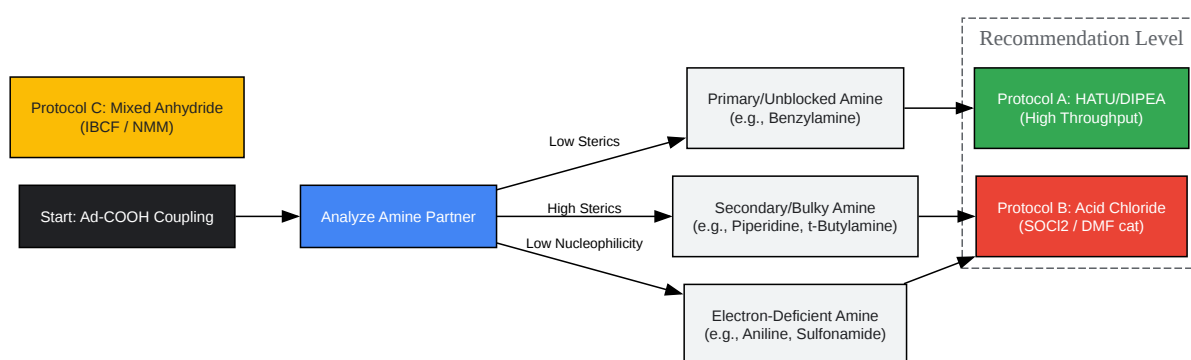 Recommendation Level
Protocol C: Mixed Anhydride
(IBCF / NMM)
Start: Ad-COOH Coupling
Analyze Amine Partner
Low Sterics
High Sterics
Low Nucleophilicity
Primary/Unblocked Amine
(e.g., Benzylamine)
Secondary/Bulky Amine
(e.g., Piperidine, t-Butylamine)
Electron-Deficient Amine
(e.g., Aniline, Sulfonamide)
Protocol A: HATU/DIPEA
(High Throughput)
Protocol B: Acid Chloride
(SOCl2 / DMF cat)